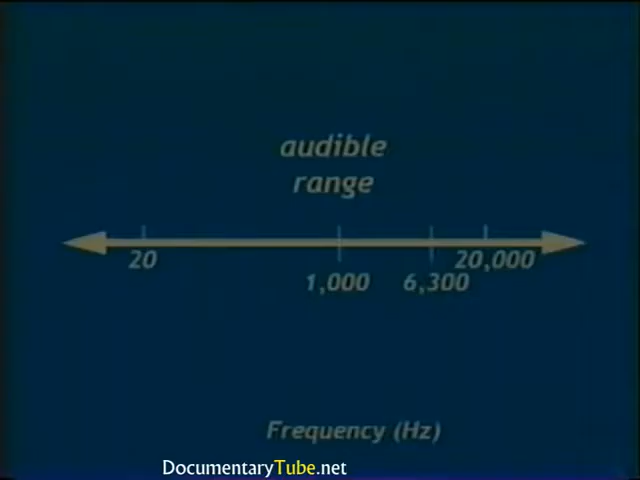 audible
range
20
20,000
1,000
6,300
Frequency (Hz)
DocumentaryTube.net